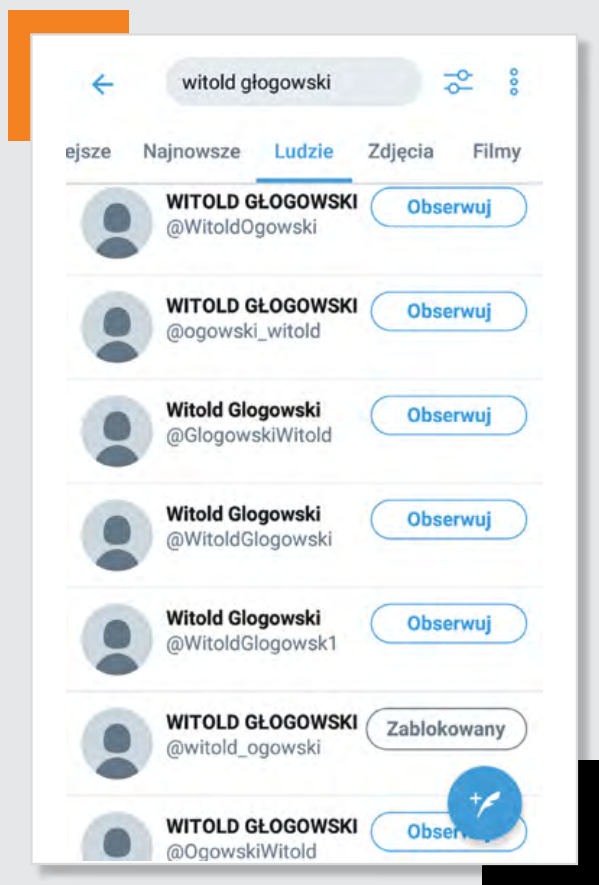 witold głogowski
ejsze Najnowsze Ludzie Zdjęcia Filmy
WITOLD GŁOGOWSKI Obserwuj
@WitoldOgowski
WITOLD GŁOGOWSKI Obserwuj
@ogowski_witold
Witold Glogowski Obserwuj
@GlogowskiWitold
Witold Glogowski Obserwuj
@WitoldGlogowski
Witold Glogowski Obserwuj
@WitoldGlogowsk1
WITOLD GŁOGOWSKI Zablokowany
@witold_ogowski
WITOLD GŁOGOWSKI Obser
@OgowskiWitold